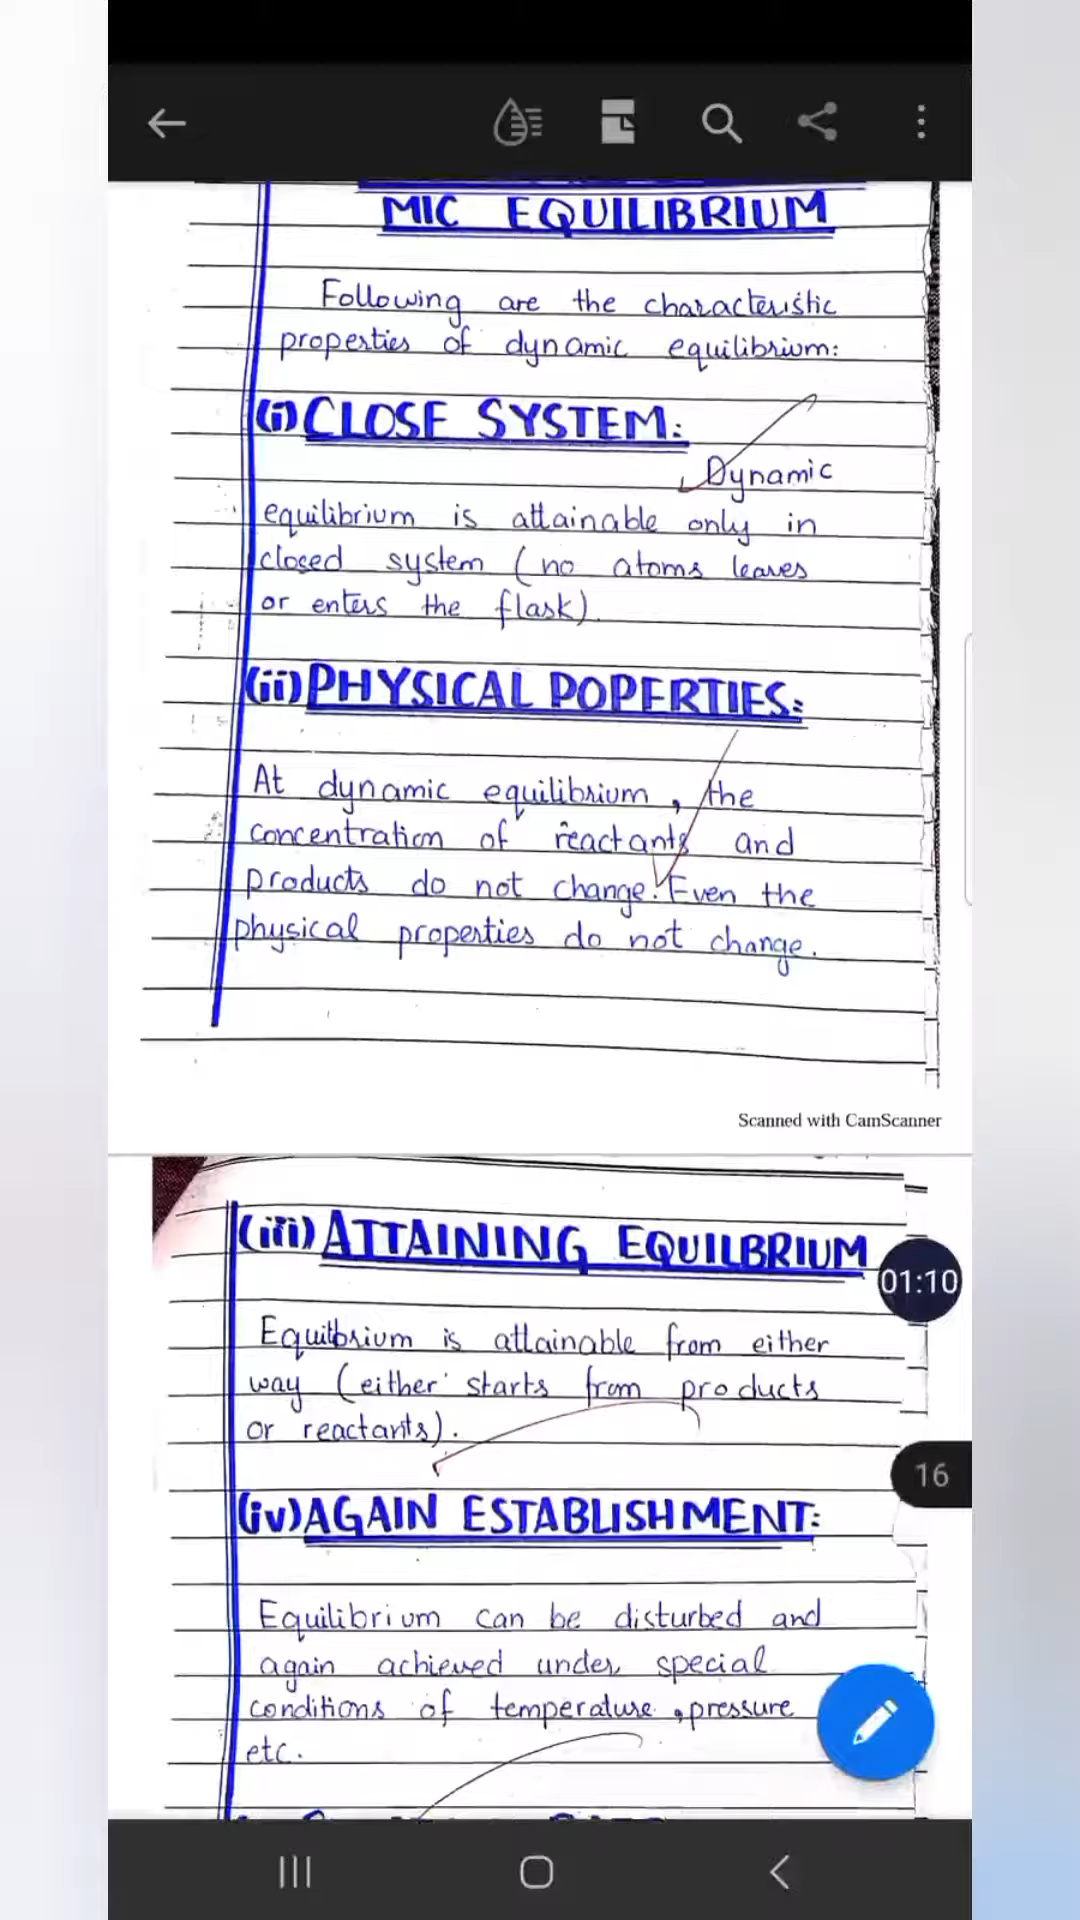 MIC EQUILIBRIUM
Following are the characteristic
properties of dynamic equilibrium:
(i) CLOSE SYSTEM:
Dynamic
equilibrium is attainable only in
closed system (no atoms leaves
or enters the flask).
(ii) PHYSICAL POPERTIES:
At dynamic equilibrium, the
concentration of reactants and
products do not change. Even the
physical properties do not change.
Scanned with CamScanner
(iii) ATTAINING EQUILBRIUM
01:10
Equilbrium is attainable from either
way (either starts from products
or reactants).
16
(iv) AGAIN ESTABLISHMENT:
Equilibrium can be disturbed and
again achieved under special
conditions of temperature, pressure
etc.